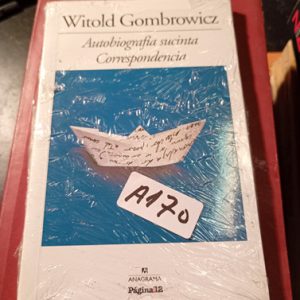 Witold Gombrowicz
Autobiografía sucinta
Correspondencia
A170
ANAGRAMA
Página/12